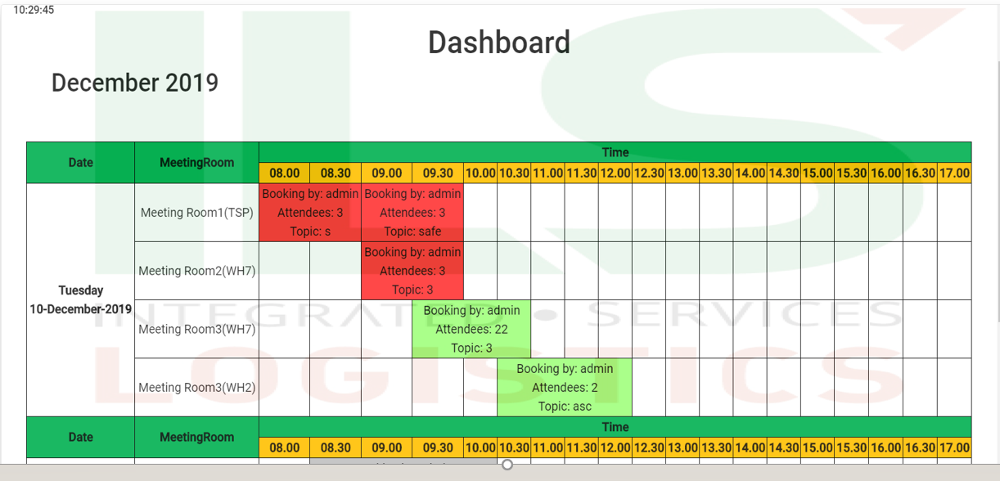 10:29:45
Dashboard
December 2019
Date MeetingRoom Time
08.00 08.30 09.00 09.30 10.00 10.30 11.00 11.30 12.00 12.30 13.00 13.30 14.00 14.30 15.00 15.30 16.00 16.30 17.00
Tuesday
10-December-2019
Meeting Room1(TSP)
Booking by: admin
Attendees: 3
Topic: s
Booking by: admin
Attendees: 3
Topic: safe
Meeting Room2(WH7)
Booking by: admin
Attendees: 3
Topic: 3
Meeting Room3(WH7)
Booking by: admin
Attendees: 22
Topic: 3
Meeting Room3(WH2)
Booking by: admin
Attendees: 2
Topic: asc
Date MeetingRoom Time
08.00 08.30 09.00 09.30 10.00 10.30 11.00 11.30 12.00 12.30 13.00 13.30 14.00 14.30 15.00 15.30 16.00 16.30 17.00
ILS
INTEGRATED • SERVICES
LOGISTICS